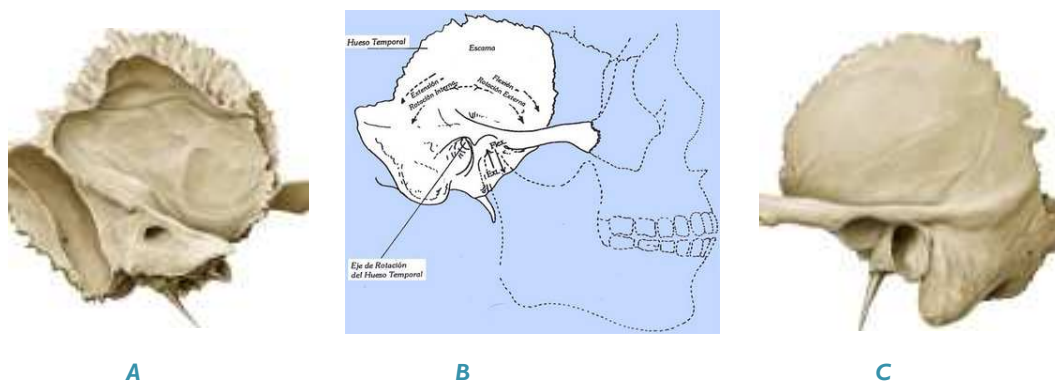 Hueso Temporal
Escama
Extensión
Rotación Interna
Flexión
Rotación Externa
Eje de Rotación
del Hueso Temporal
A
B
C